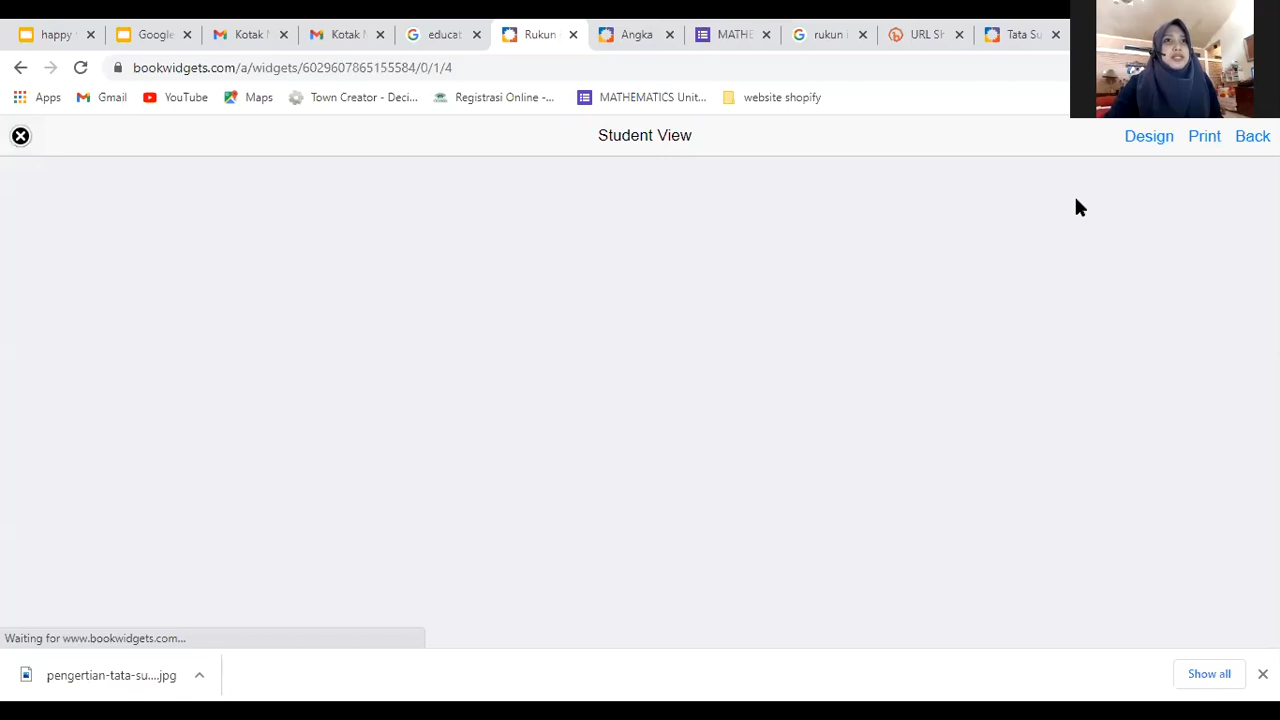 happy Google Kotak M Kotak M educat Rukun Angka MATHE rukun i URL Sh Tata Su
bookwidgets.com/a/widgets/6029607865155584/0/1/4
Apps Gmail YouTube Maps Town Creator - Deci... Registrasi Online -... MATHEMATICS Unit... website shopify
Student View Design Print Back
Waiting for www.bookwidgets.com...
pengertian-tata-su....jpg Show all